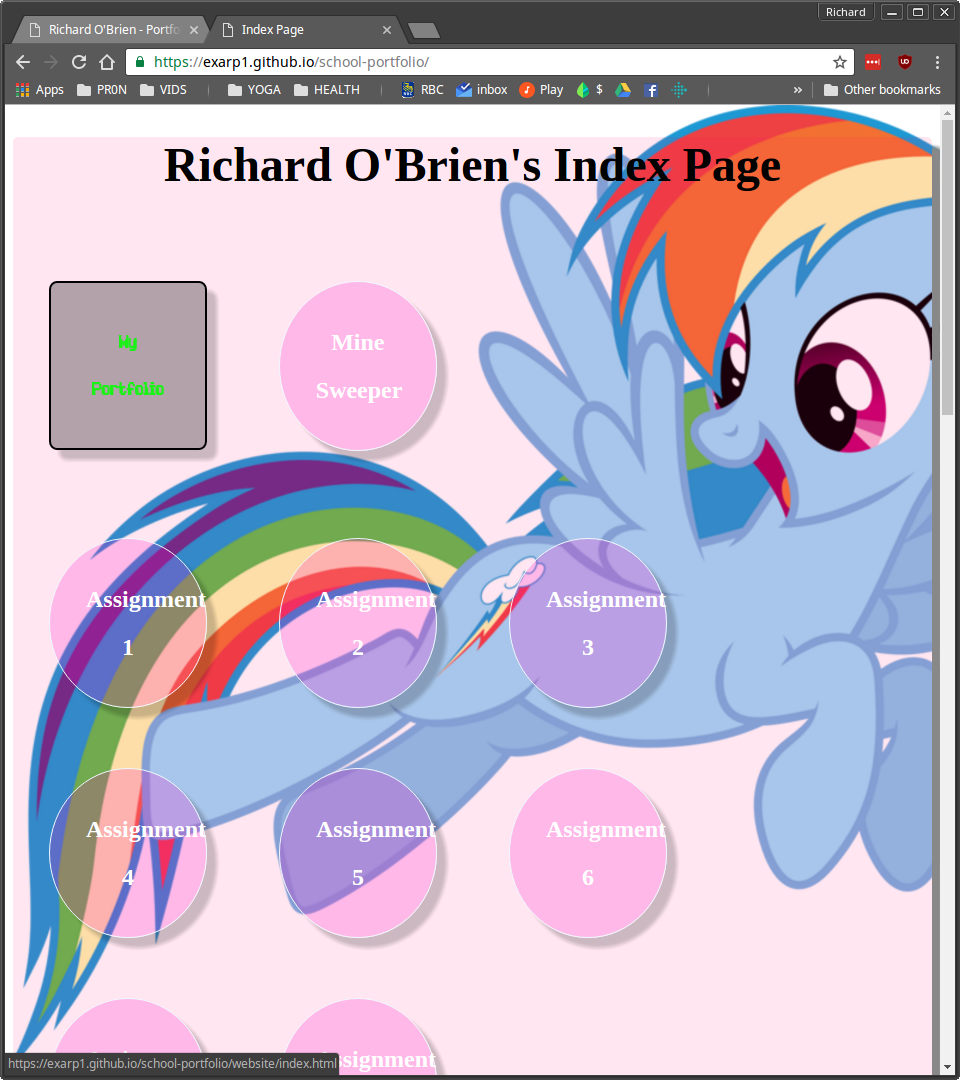 Richard
Richard O'Brien - Portfo
Index Page
https://exarp1.github.io/school-portfolio/
Apps PR0N VIDS YOGA HEALTH RBC inbox Play $ » Other bookmarks
Richard O'Brien's Index Page
My
Portfolio
Mine
Sweeper
Assignment
1
Assignment
2
Assignment
3
Assignment
4
Assignment
5
Assignment
6
ssignment
https://exarp1.github.io/school-portfolio/website/index.html